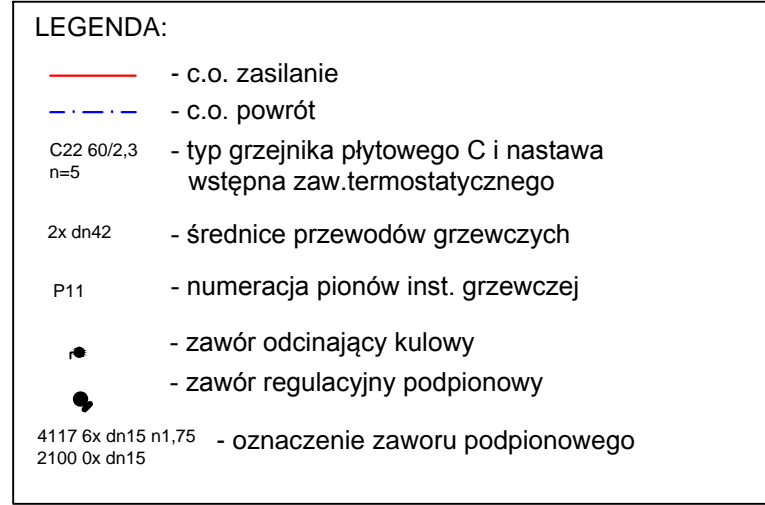 LEGENDA:
- c.o. zasilanie
- c.o. powrót
C22 60/2,3 - typ grzejnika płytowego C i nastawa
n=5 wstępna zaw.termostatycznego
2x dn42 - średnice przewodów grzewczych
P11 - numeracja pionów inst. grzewczej
- zawór odcinający kulowy
- zawór regulacyjny podpionowy
4117 6x dn15 n1,75 - oznaczenie zaworu podpionowego
2100 0x dn15